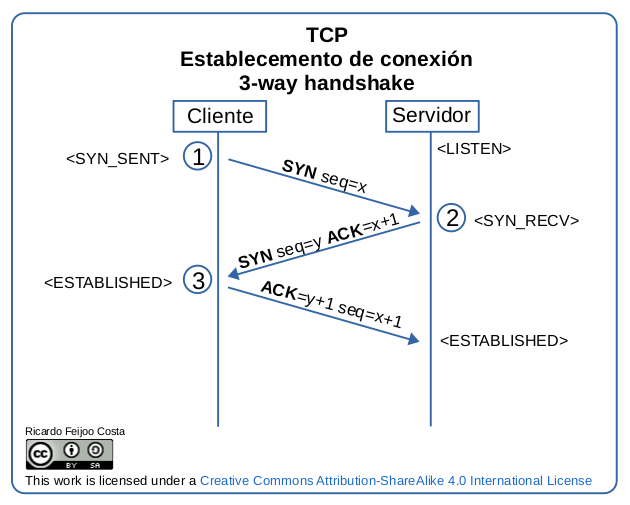 TCP
Establecemento de conexión
3-way handshake
Cliente
Servidor
<SYN_SENT>
1
<LISTEN>
SYN seq=x
2
<SYN_RECV>
SYN seq=y ACK=x+1
<ESTABLISHED>
3
ACK=y+1 seq=x+1
<ESTABLISHED>
Ricardo Feijoo Costa
cc
BY SA
This work is licensed under a Creative Commons Attribution-ShareAlike 4.0 International License